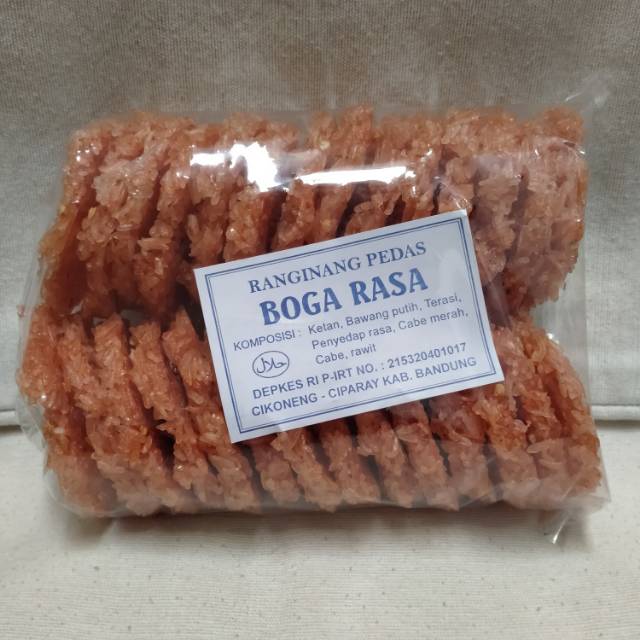 RANGINANG PEDAS
BOGA RASA
KOMPOSISI : Ketan, Bawang putih, Terasi,
Penyedap rasa, Cabe merah,
Cabe, rawit
حلال
DEPKES RI P-IRT NO. : 215320401017
CIKONENG - CIPARAY KAB. BANDUNG